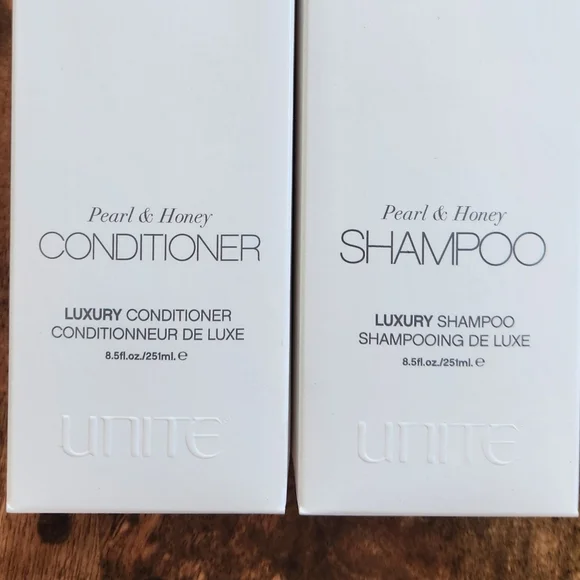 Pearl & Honey
CONDITIONER
LUXURY CONDITIONER
CONDITIONNEUR DE LUXE
8.5fl.oz./251ml. e
UNITE
Pearl & Honey
SHAMPOO
LUXURY SHAMPOO
SHAMPOOING DE LUXE
8.5fl.oz./251ml. e
UNITE